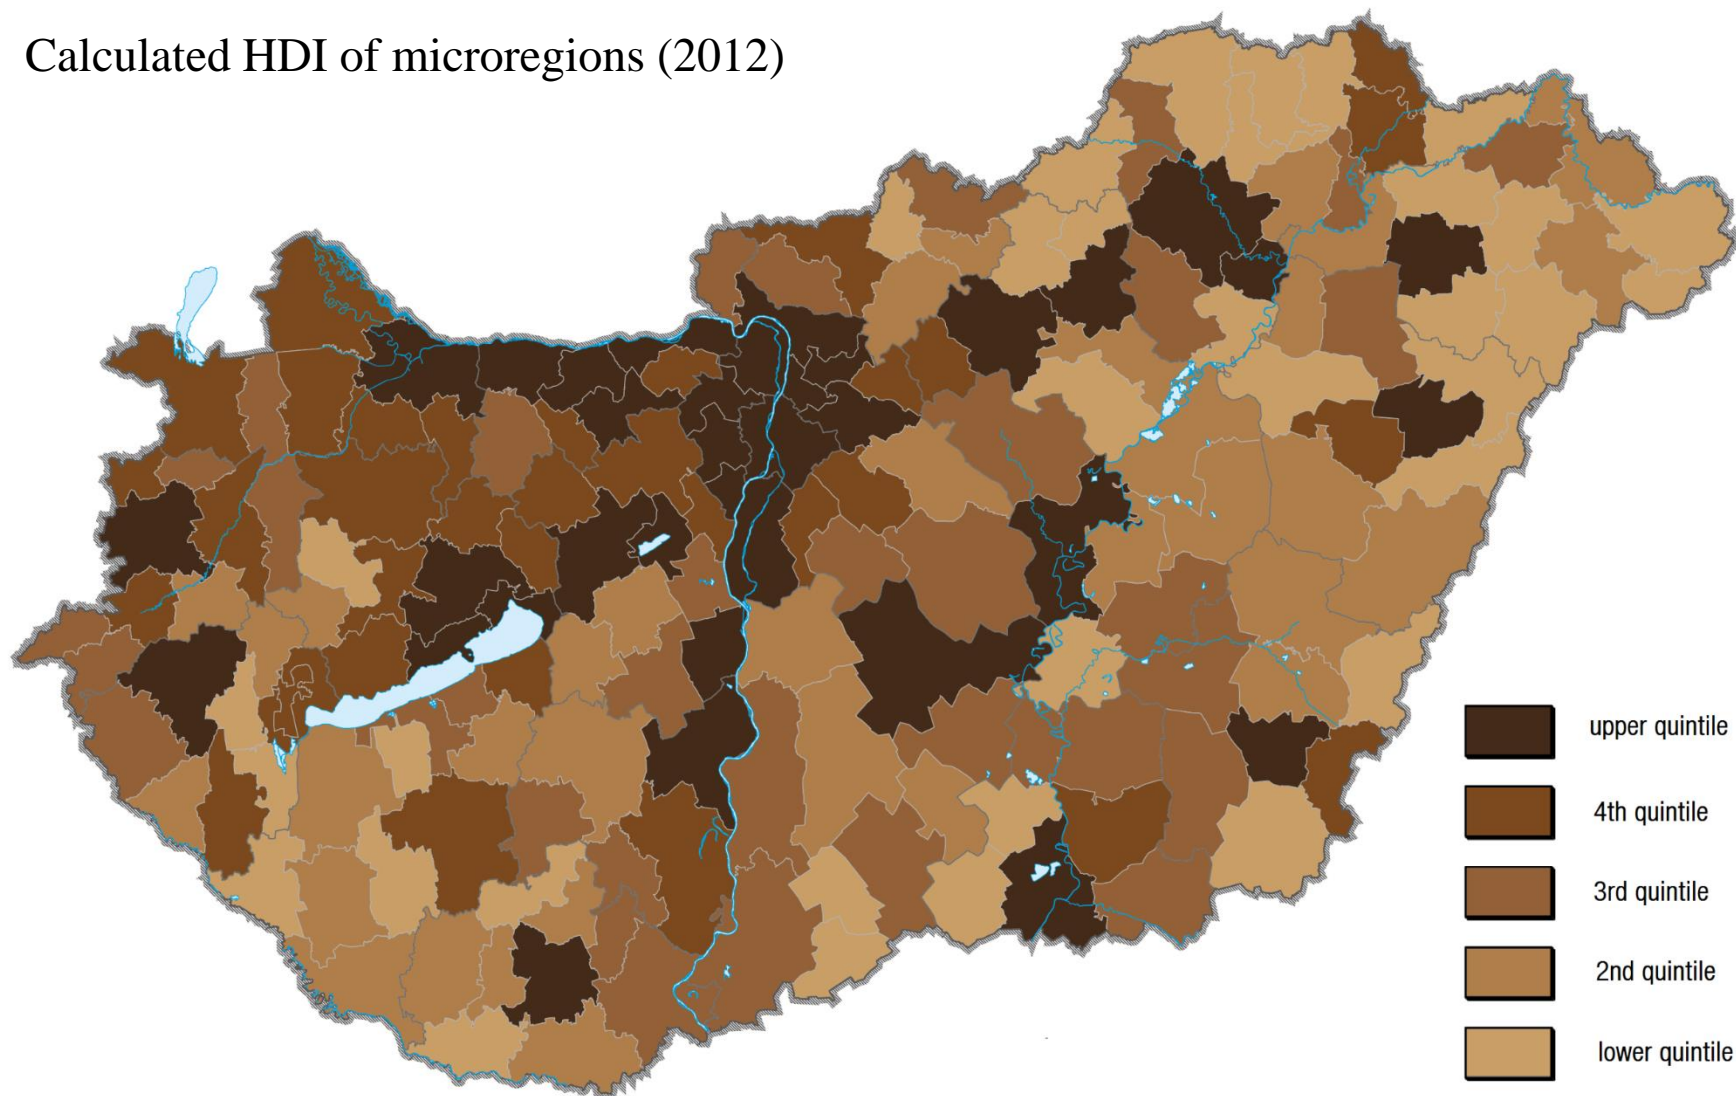 Calculated HDI of microregions (2012)
upper quintile
4th quintile
3rd quintile
2nd quintile
lower quintile